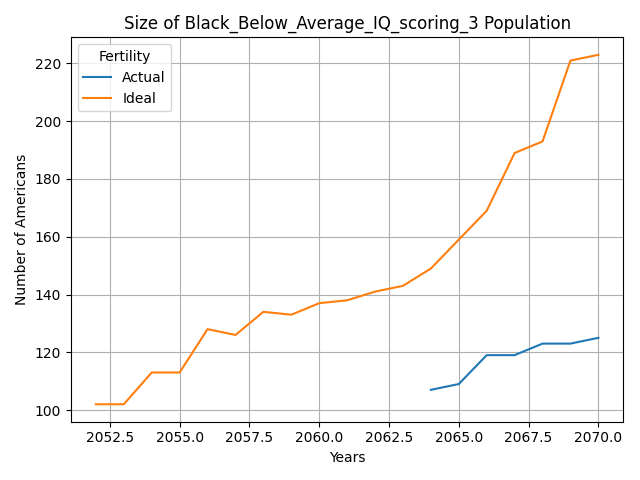 Size of Black_Below_Average_IQ_scoring_3 Population
Fertility
Actual
Ideal
Number of Americans
220
200
180
160
140
120
100
2052.5 2055.0 2057.5 2060.0 2062.5 2065.0 2067.5 2070.0
Years